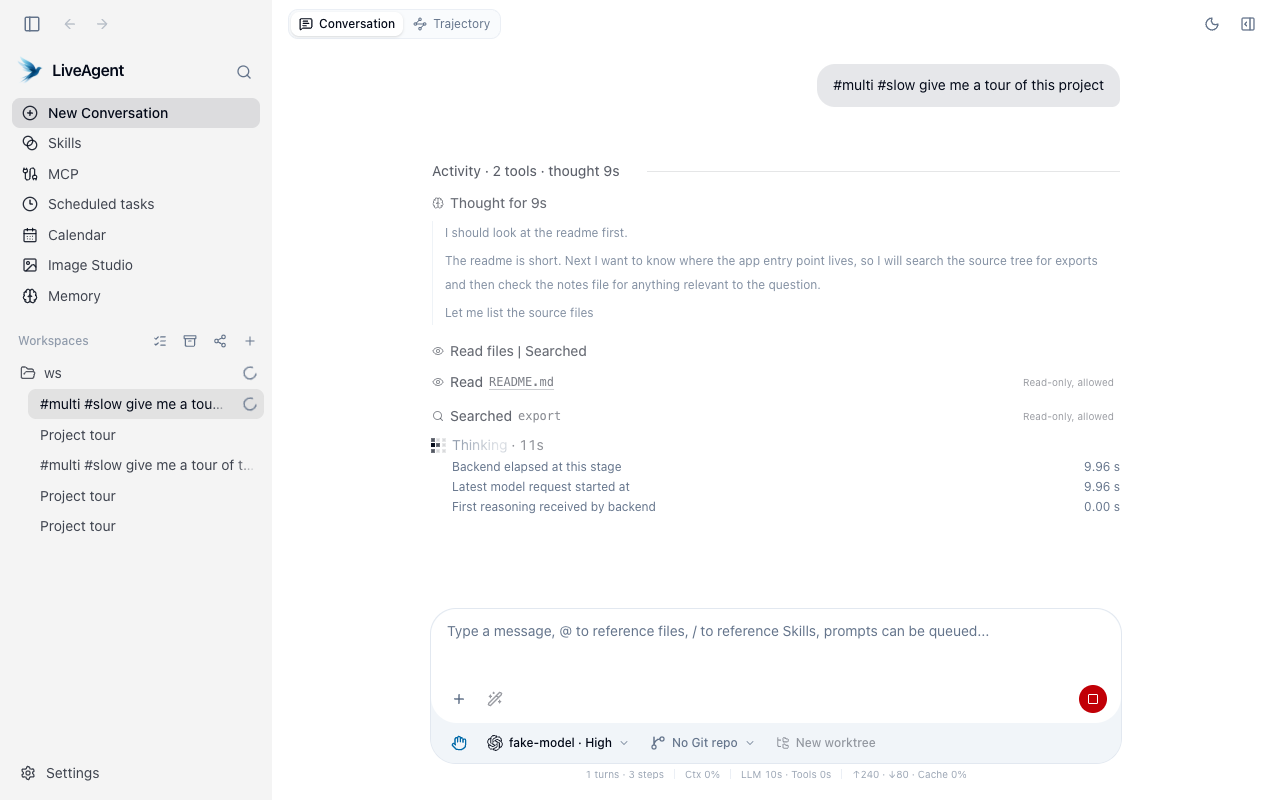 Conversation
Trajectory
LiveAgent
New Conversation
Skills
MCP
Scheduled tasks
Calendar
Image Studio
Memory
Workspaces
ws
#multi #slow give me a tou...
Project tour
#multi #slow give me a tour of t...
Project tour
Project tour
Settings
#multi #slow give me a tour of this project
Activity · 2 tools · thought 9s
Thought for 9s
I should look at the readme first.
The readme is short. Next I want to know where the app entry point lives, so I will search the source tree for exports
and then check the notes file for anything relevant to the question.
Let me list the source files
Read files | Searched
Read README.md Read-only, allowed
Searched export Read-only, allowed
Thinking · 11s
Backend elapsed at this stage 9.96 s
Latest model request started at 9.96 s
First reasoning received by backend 0.00 s
Type a message, @ to reference files, / to reference Skills, prompts can be queued...
fake-model · High
No Git repo
New worktree
1 turns · 3 steps Ctx 0% LLM 10s · Tools 0s ↑240 · ↓80 · Cache 0%